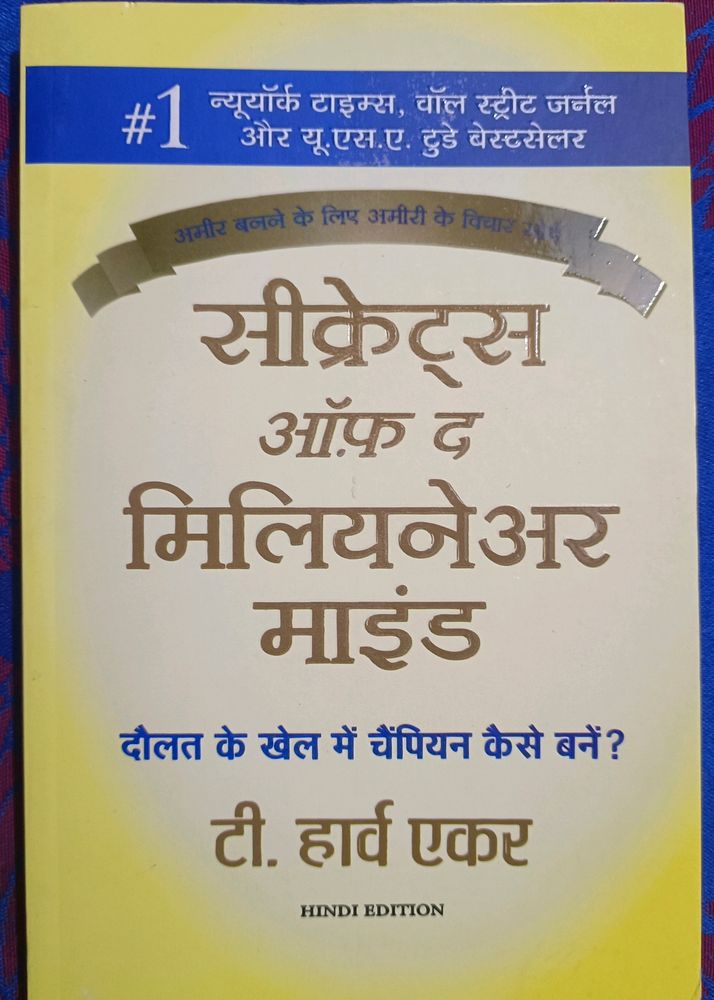 #1 न्यूयॉर्क टाइम्स, वॉल स्ट्रीट जर्नल
और यू.एस.ए. टुडे बेस्टसेलर
अमीर बनने के लिए अमीरी के विचार
सीक्रेट्स
ऑफ़ द
मिलियनेअर
माइंड
दौलत के खेल में चैंपियन कैसे बनें?
टी. हार्व एकर
HINDI EDITION